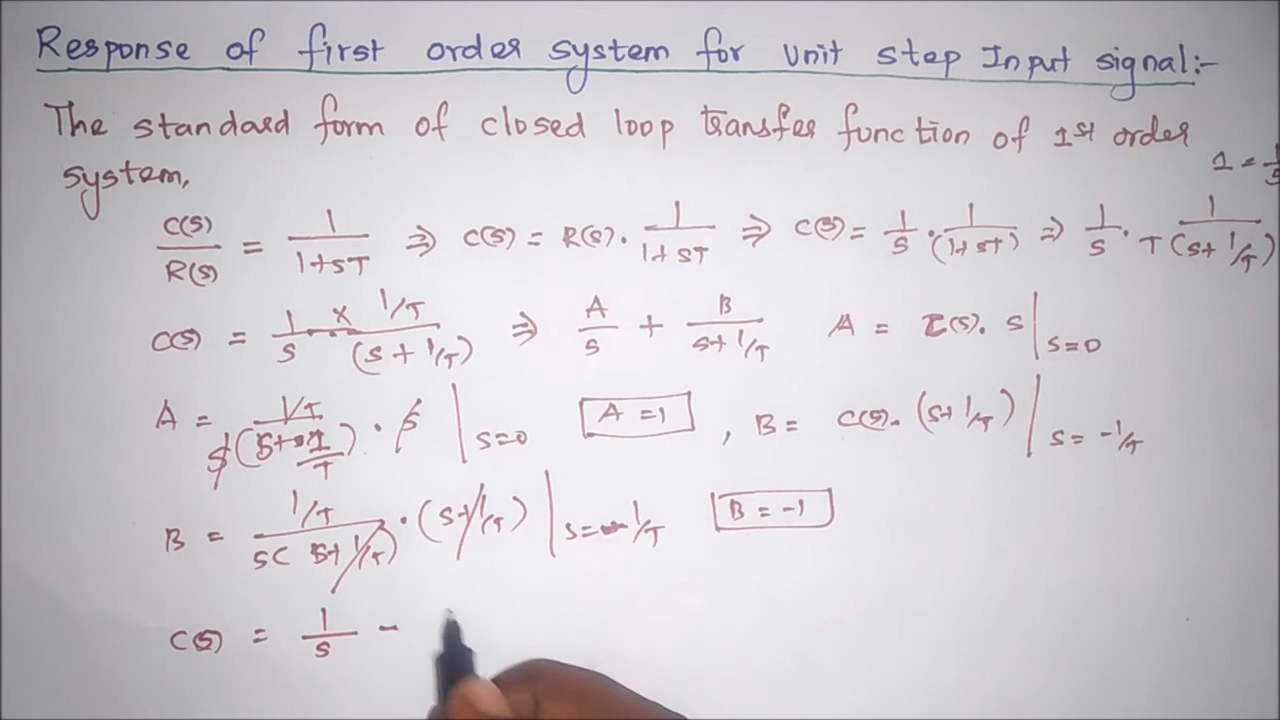 Response of first order system for Unit step Input signal:-
The standard form of closed loop transfer function of 1st order
system,
1 = 1/s
C(s)/R(s) = 1/(1+sT) ⇒ C(s) = R(s) . 1/(1+sT) ⇒ C(s) = 1/s . 1/(1+sT) ⇒ 1/s . 1/(T(s+1/T))
C(s) = 1/s × (1/T)/(s+1/T) ⇒ A/s + B/(s+1/T) A = C(s). s | s=0
A = (1/T)/(s(s+1/T)) . s | s=0 A =1 , B = C(s). (s+1/T) | s = -1/T
B = (1/T)/(s(s+1/T)) . (s+1/T) | s=-1/T B = -1
C(s) = 1/s -